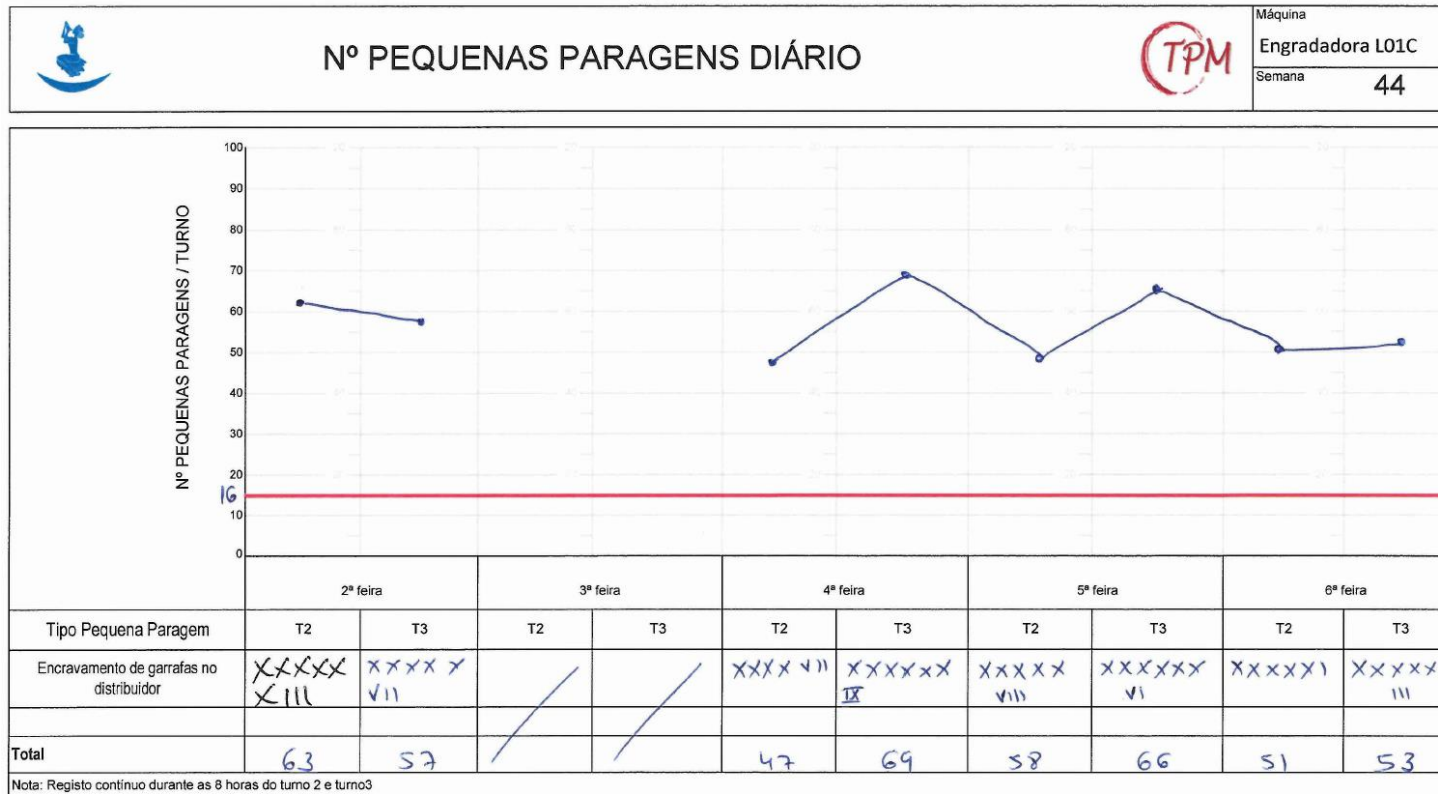 Nº PEQUENAS PARAGENS DIÁRIO
TPM
Máquina
Engradadora L01C
Semana 44
Nº PEQUENAS PARAGENS / TURNO
100
90
80
70
60
50
40
30
20
16
10
0
2ª feira 3ª feira 4ª feira 5ª feira 6ª feira
Tipo Pequena Paragem T2 T3 T2 T3 T2 T3 T2 T3 T2 T3
Encravamento de garrafas no distribuidor
XXXXX XXXXX XXXX VII XXXXXX XXXXX XXXXXX XXXXXI XXXXX
XIII VII IX VIII VI III
Total 63 57 47 69 58 66 51 53
Nota: Registo contínuo durante as 8 horas do turno 2 e turno3